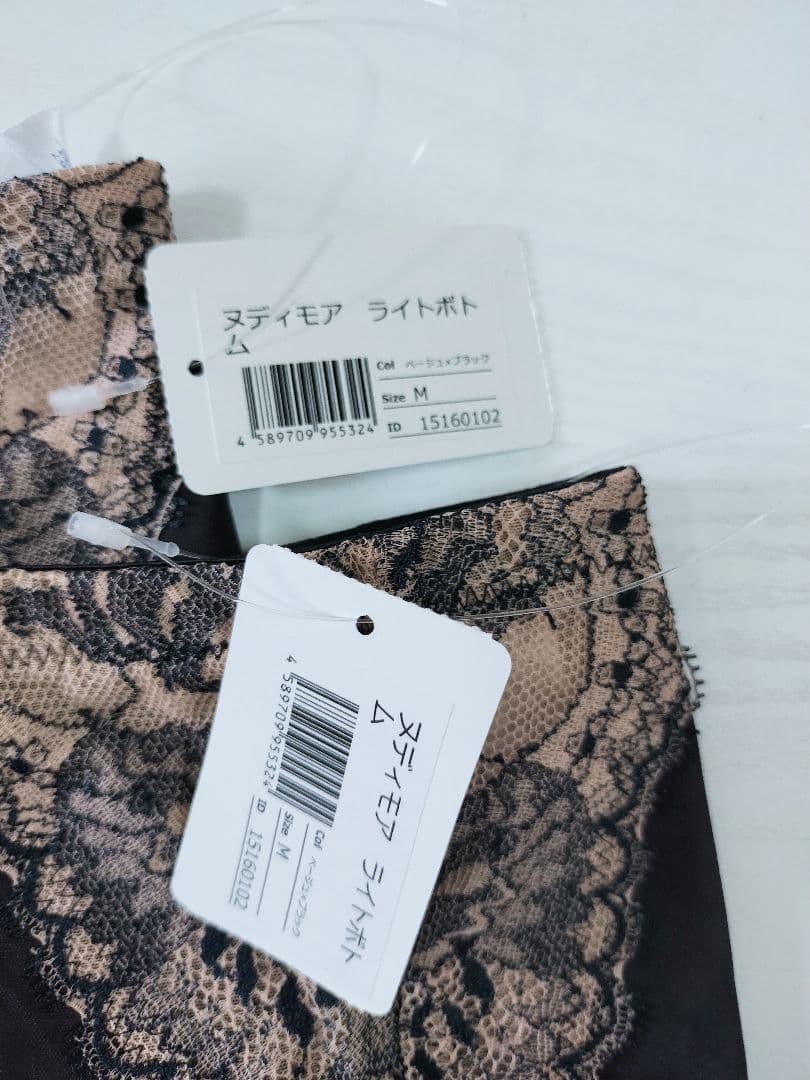 ヌディモア ライトボト
ム
Col ベージュ×ブラック
Size M
ID 15160102
4 589709 955324
ヌディモア ライトボト
ム
Col ベージュ×ブラック
Size M
ID 15160102
4 589709 955324